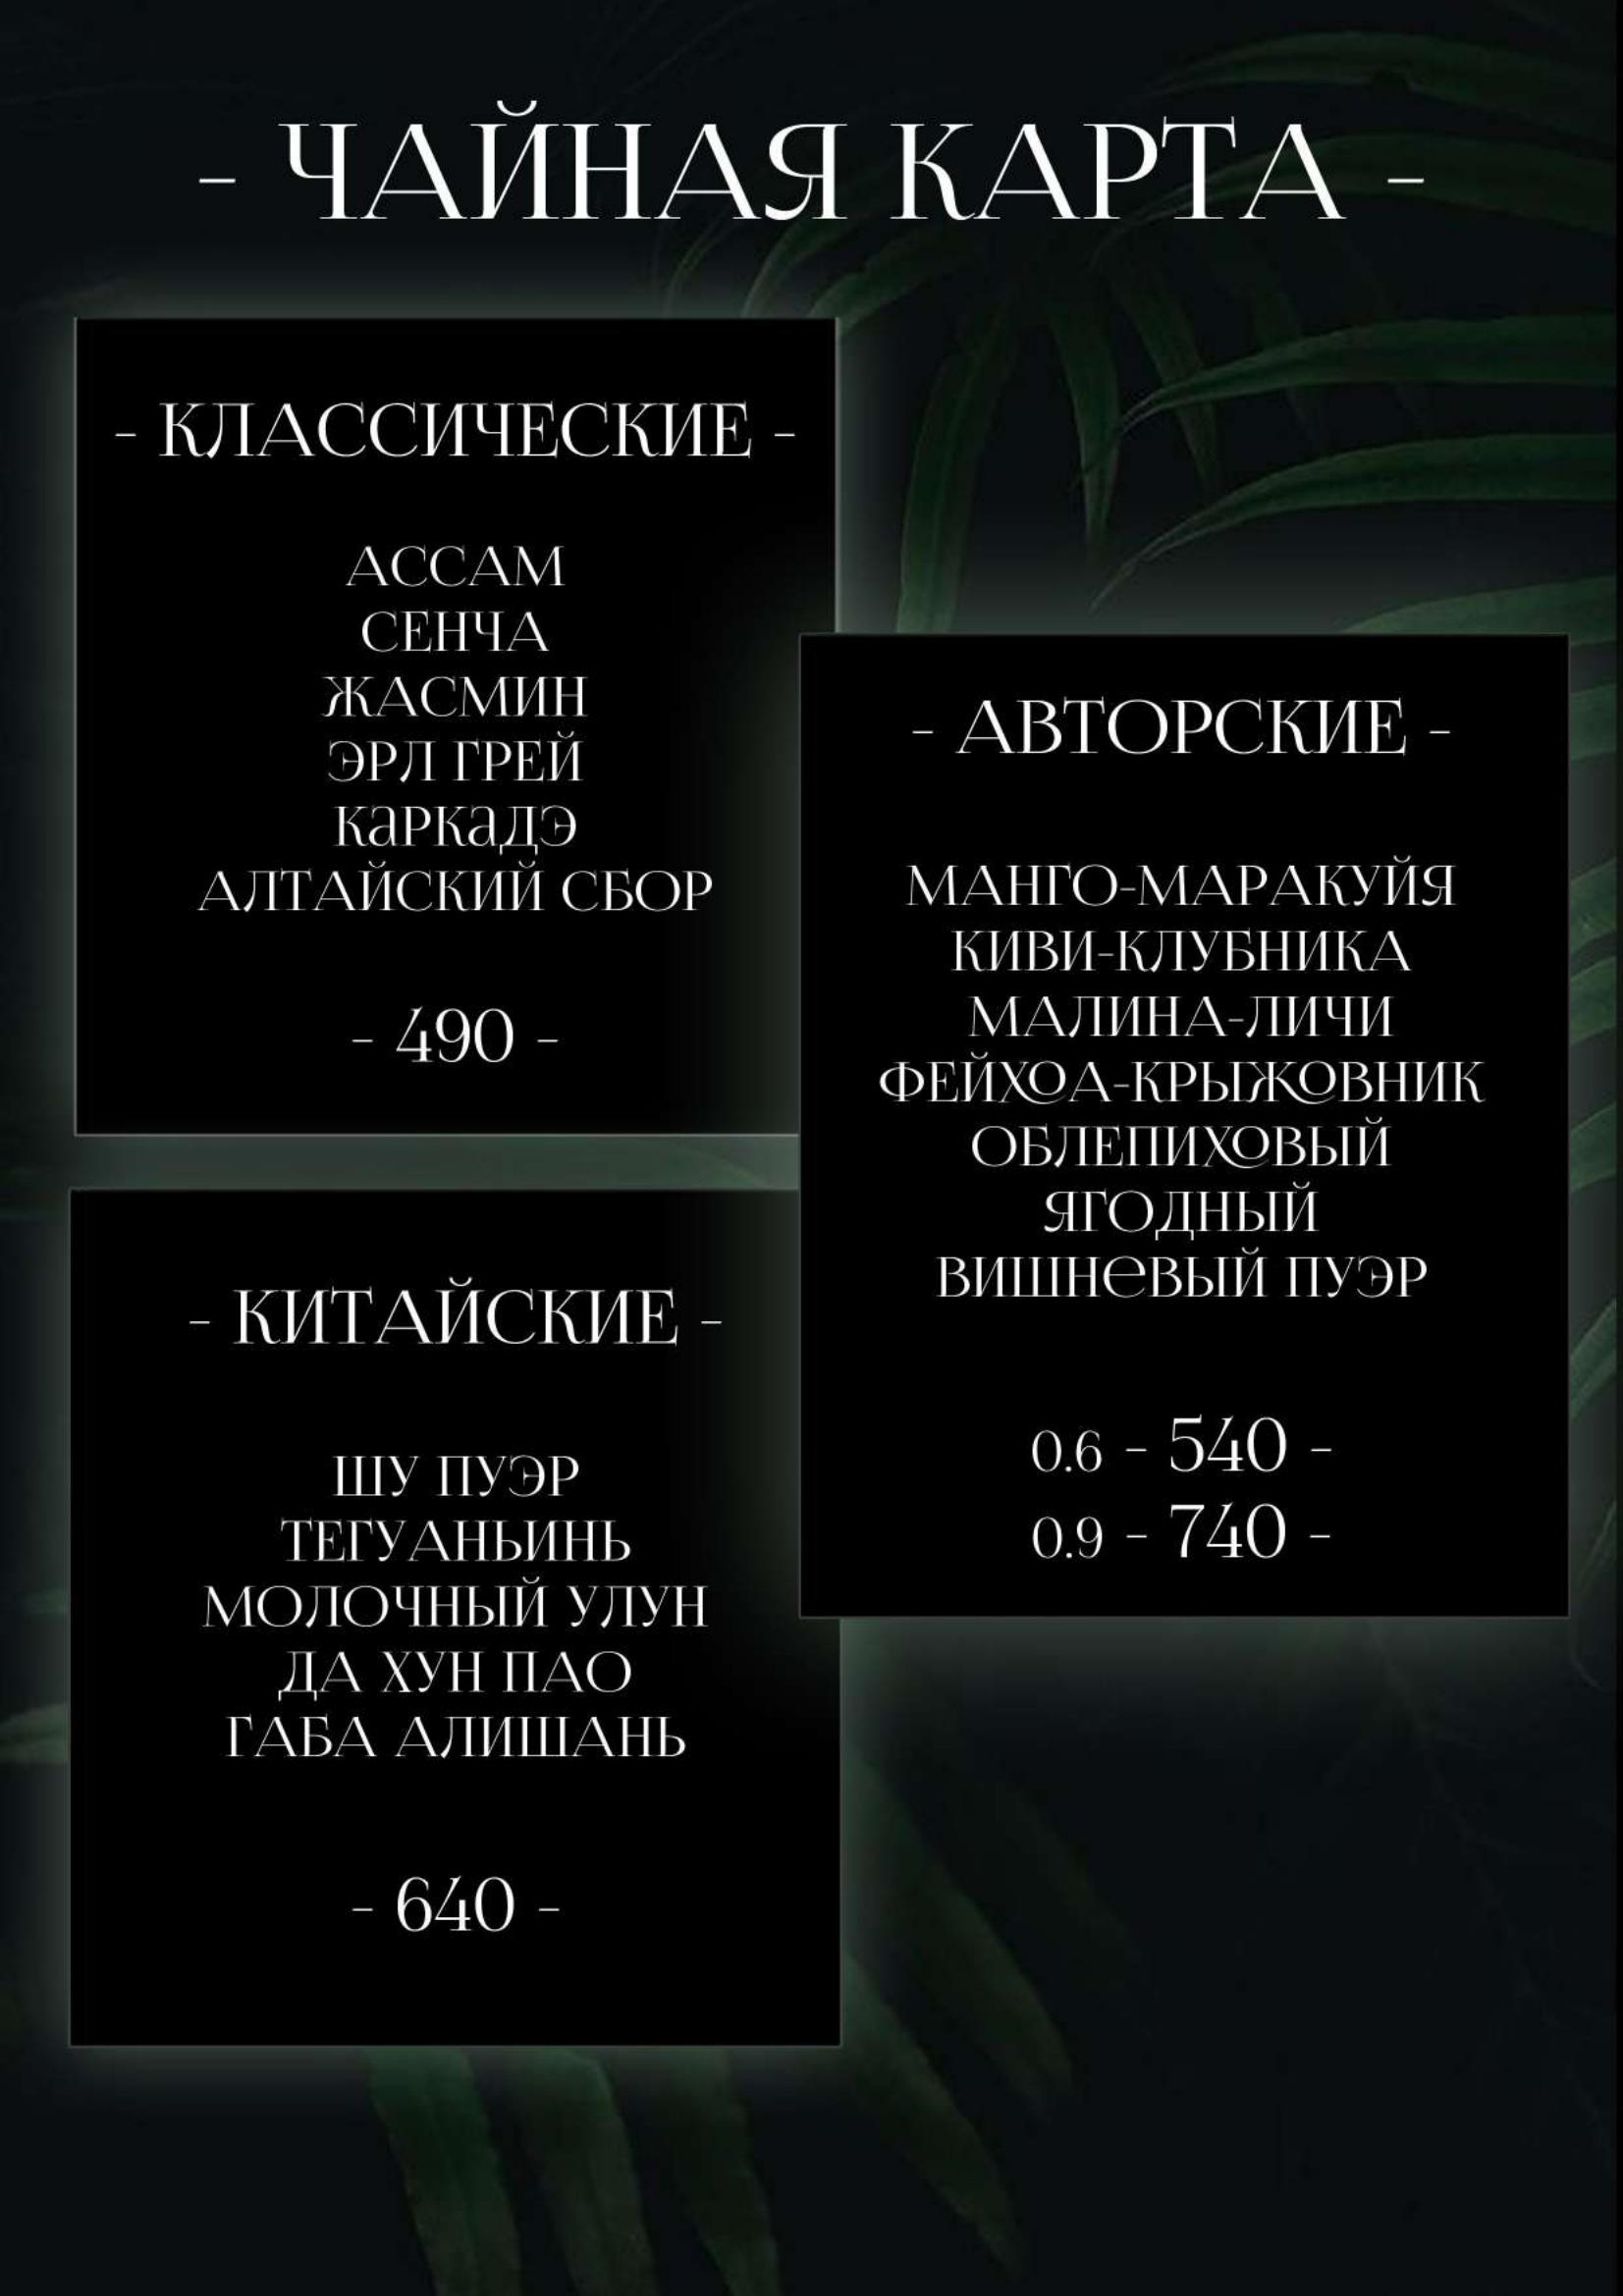 - ЧАЙНАЯ КАРТА -
- КЛАССИЧЕСКИЕ -
АССАМ
СЕНЧА
ЖАСМИН
ЭРЛ ГРЕЙ
каркадэ
АЛТАЙСКИЙ СБОР
- 490 -
- АВТОРСКИЕ -
МАНГО-МАРАКУЙЯ
КИВИ-КЛУБНИКА
МАЛИНА-ЛИЧИ
ФЕЙХОА-КРЫЖОВНИК
ОБЛЕПИХОВЫЙ
ЯГОДНЫЙ
ВИШНеВЫЙ ПУЭР
0.6 - 540 -
0.9 - 740 -
- КИТАЙСКИЕ -
ШУ ПУЭР
ТЕГУАНЬИНЬ
МОЛОЧНЫЙ УЛУН
ДА ХУН ПАО
ГАБА АЛИШАНЬ
- 640 -